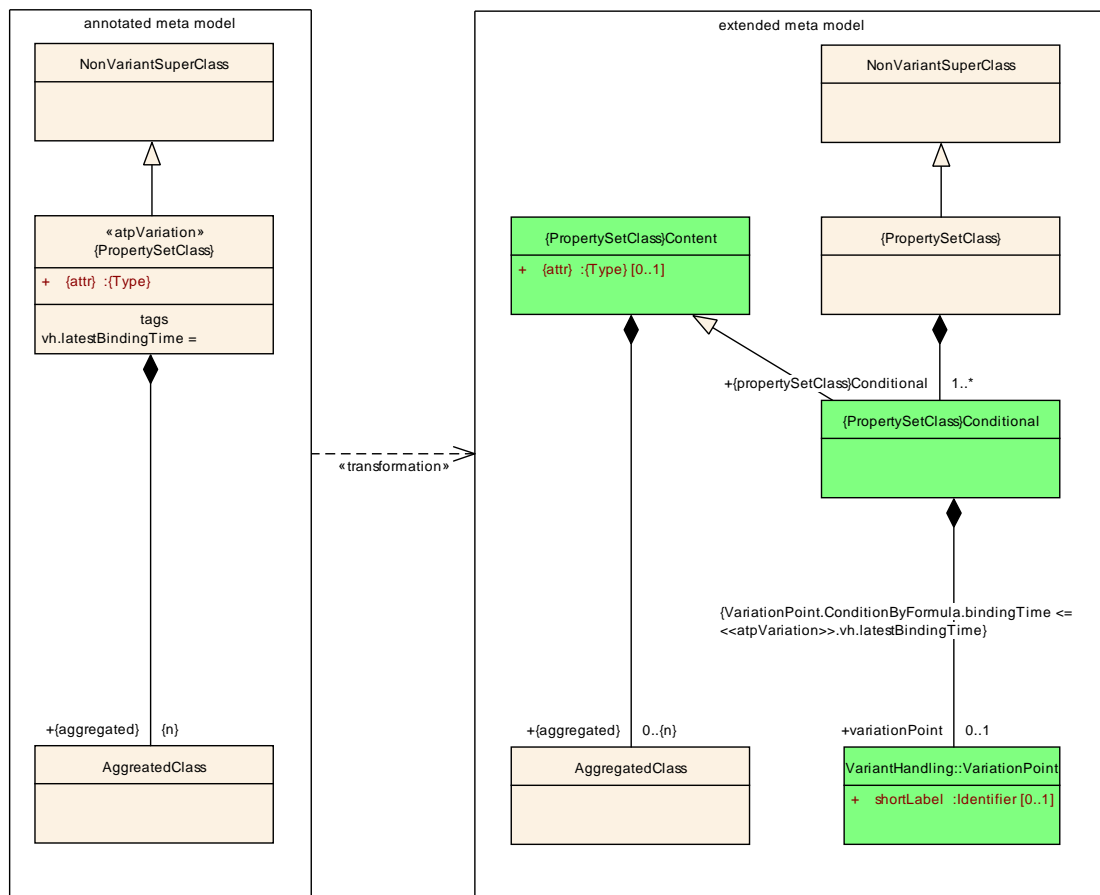 annotated meta model
NonVariantSuperClass
«atpVariation»
{PropertySetClass}
+ {attr} :{Type}
tags
vh.latestBindingTime =
+{aggregated} {n}
AggreatedClass
«transformation»
extended meta model
NonVariantSuperClass
{PropertySetClass}Content
+ {attr} :{Type} [0..1]
{PropertySetClass}
+{propertySetClass}Conditional 1..*
{PropertySetClass}Conditional
{VariationPoint.ConditionByFormula.bindingTime <=
<<atpVariation>>.vh.latestBindingTime}
+{aggregated} 0..{n}
AggregatedClass
+variationPoint 0..1
VariantHandling::VariationPoint
+ shortLabel :Identifier [0..1]